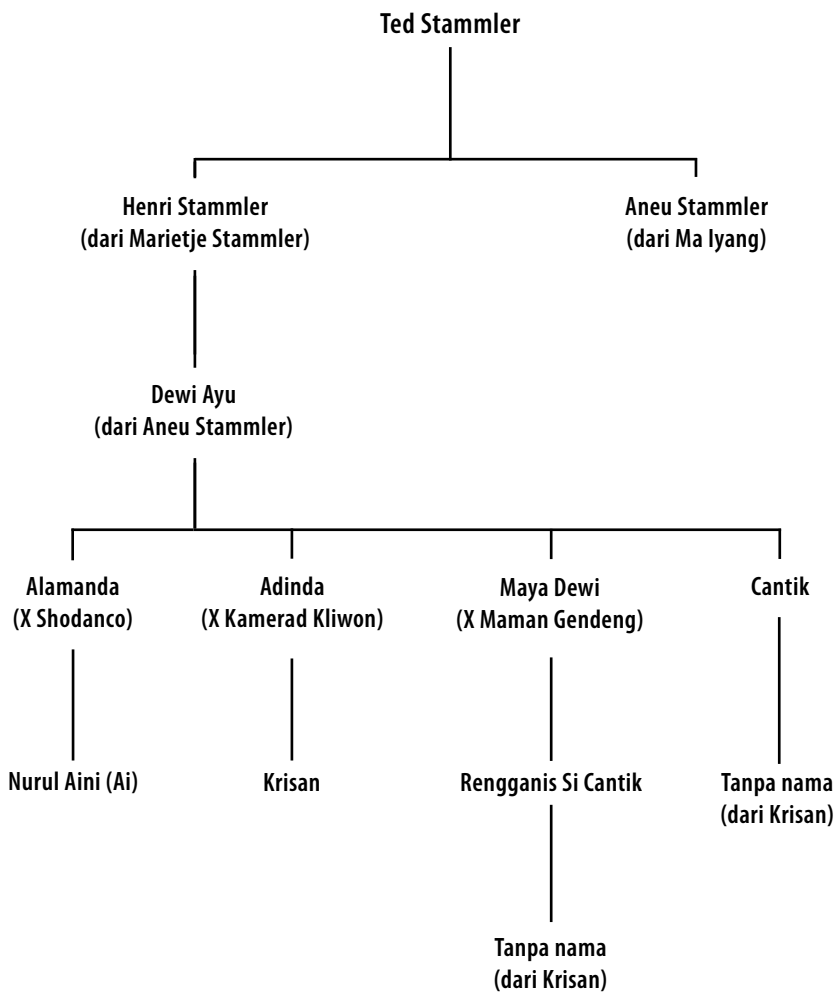 Ted Stammler
Henri Stammler
(dari Marietje Stammler)
Aneu Stammler
(dari Ma Iyang)
Dewi Ayu
(dari Aneu Stammler)
Alamanda
(X Shodanco)
Adinda
(X Kamerad Kliwon)
Maya Dewi
(X Maman Gendeng)
Cantik
Nurul Aini (Ai)
Krisan
Rengganis Si Cantik
Tanpa nama
(dari Krisan)
Tanpa nama
(dari Krisan)